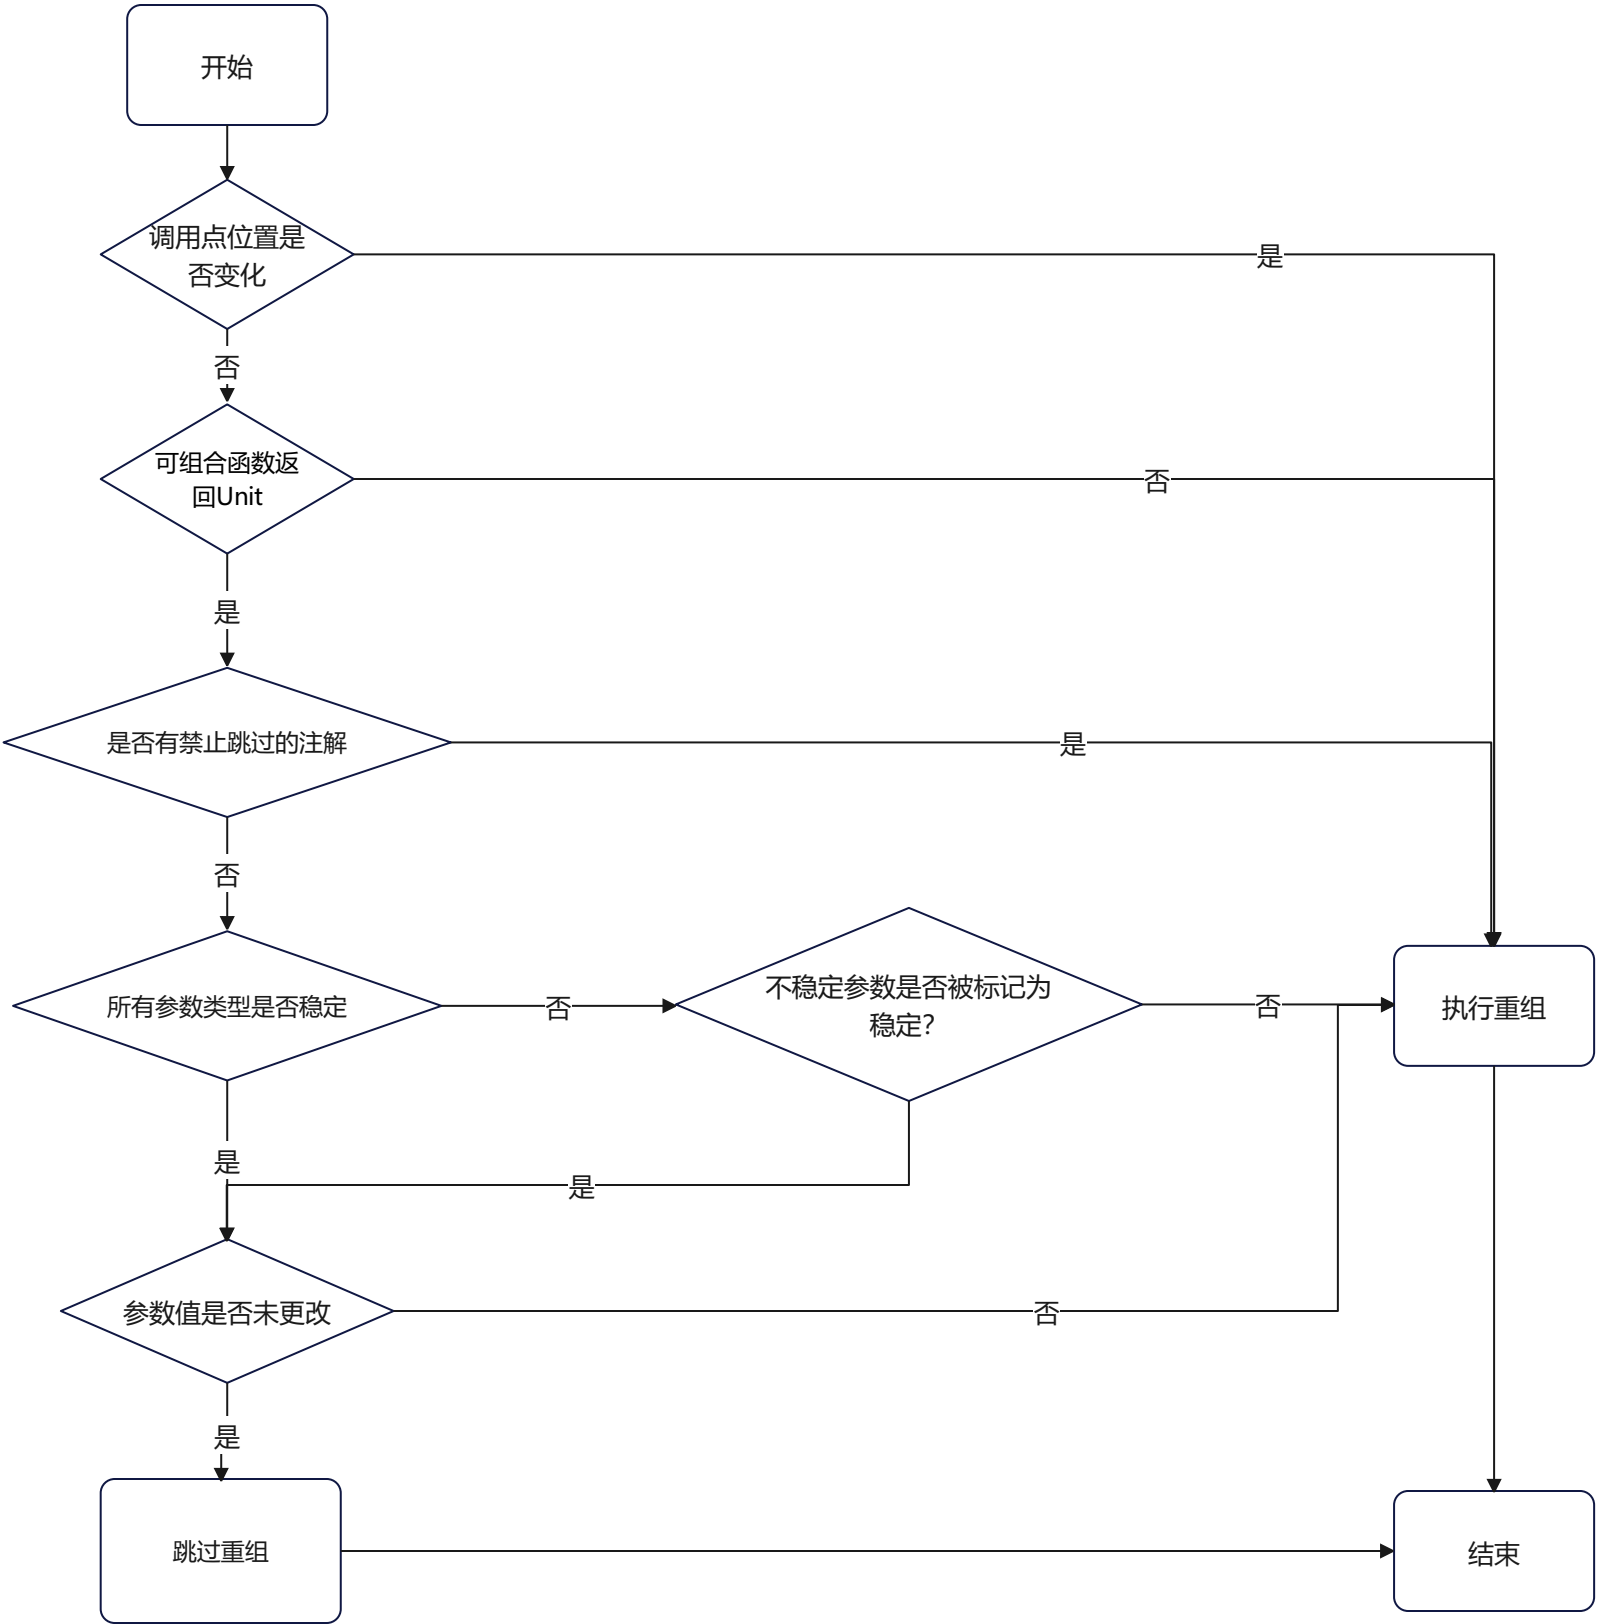 开始
调用点位置是
否变化
是
否
可组合函数返
回Unit
否
是
是否有禁止跳过的注解
是
否
所有参数类型是否稳定
否
不稳定参数是否被标记为
稳定？
否
执行重组
是
是
参数值是否未更改
否
是
跳过重组
结束